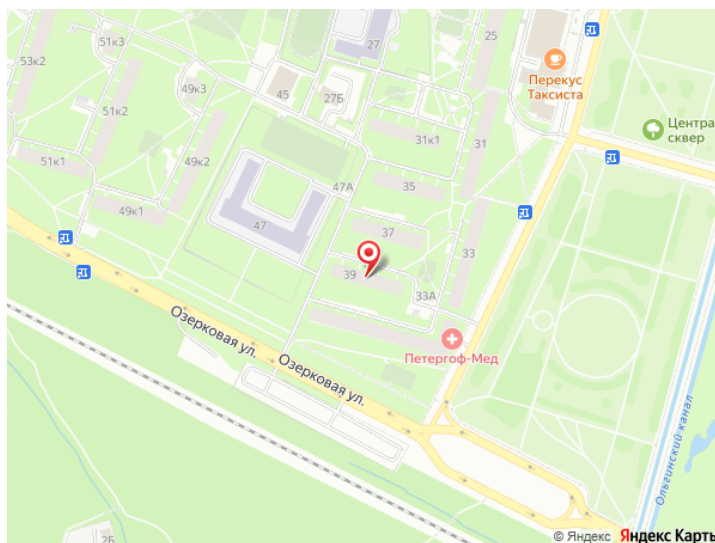 51к3
27
25
53к2
49к3
45
27Б
Перекус
Таксиста
51к2
31к1
31
Центра
сквер
51к1
49к2
47А
35
49к1
47
37
33
39
33А
Озерковая ул.
Озерковая ул.
Петергоф-Мед
Ольгинский канал
2Б
© Яндекс Яндекс Карты